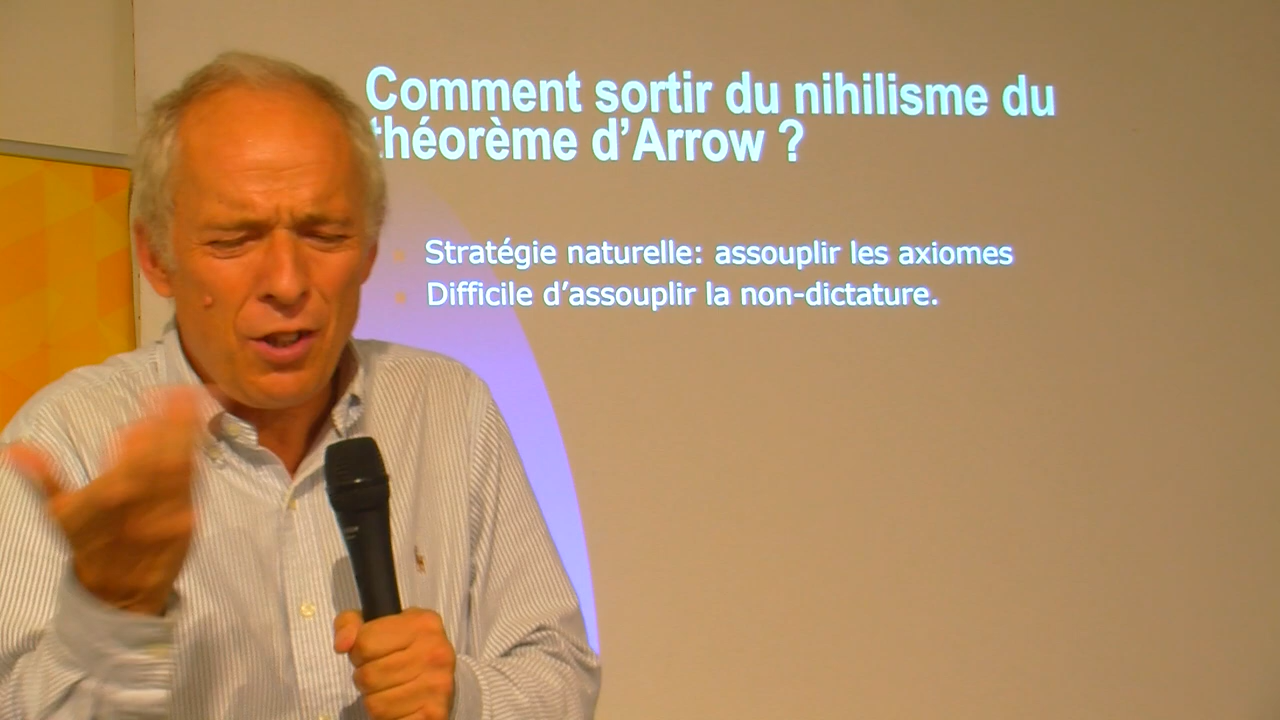 Comment sortir du nihilisme du
théorème d’Arrow ?
Stratégie naturelle: assouplir les axiomes
Difficile d’assouplir la non-dictature.